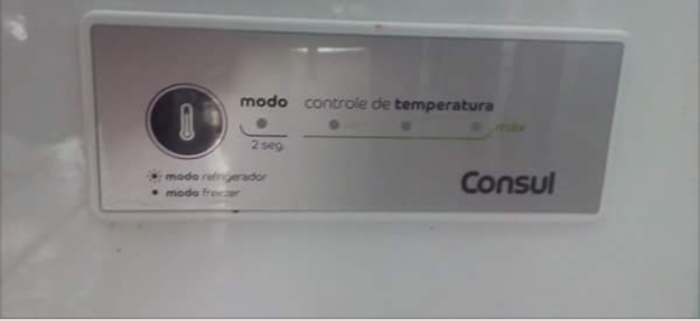 modo controle de temperatura
máx
2 seg.
modo refrigerador
modo freezer
Consul